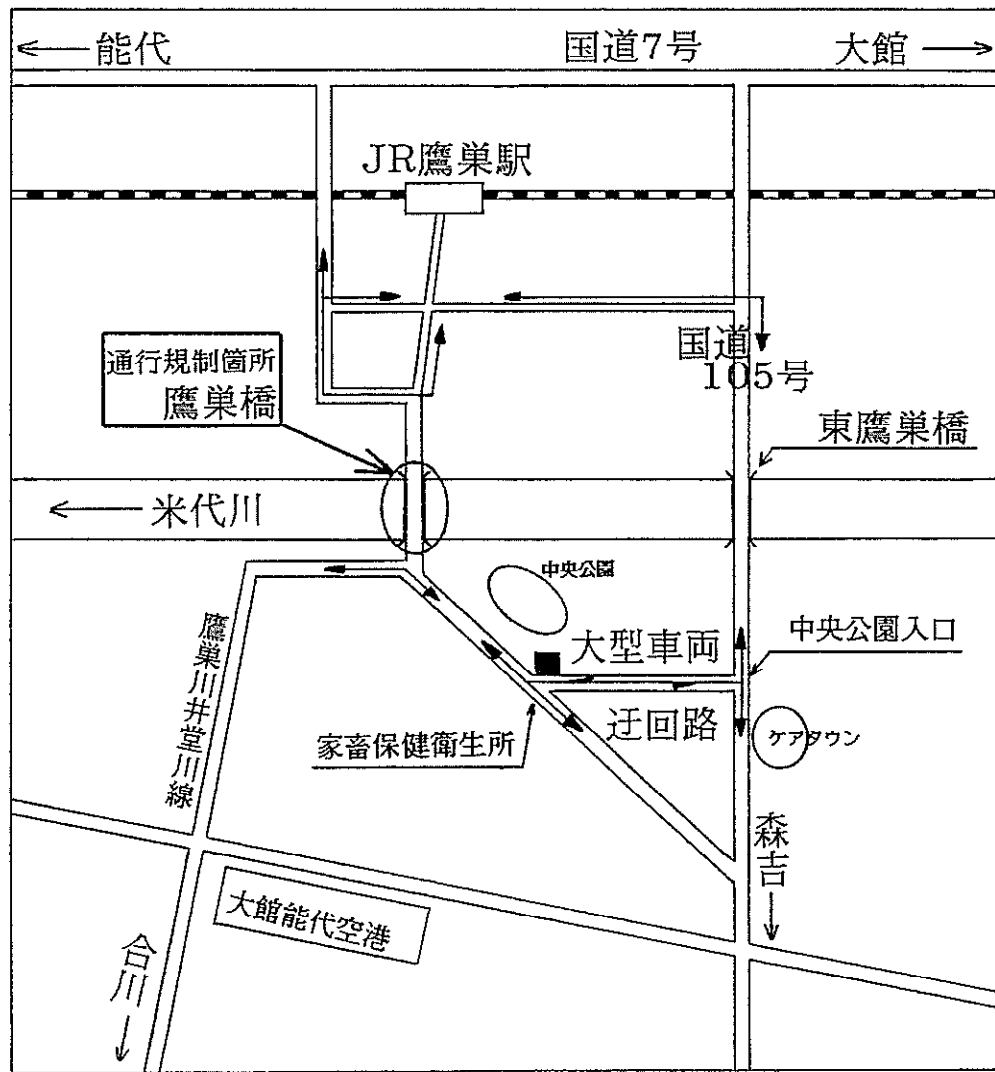 ← 能代
国道7号
大館 →
JR鷹巣駅
国道
105号
通行規制箇所
鷹巣橋
東鷹巣橋
← 米代川
中央公園
大型車両
迂回路
中央公園入口
家畜保健衛生所
ケアタウン
鷹巣川井堂川線
森吉
↓
大館能代空港
合川
↓